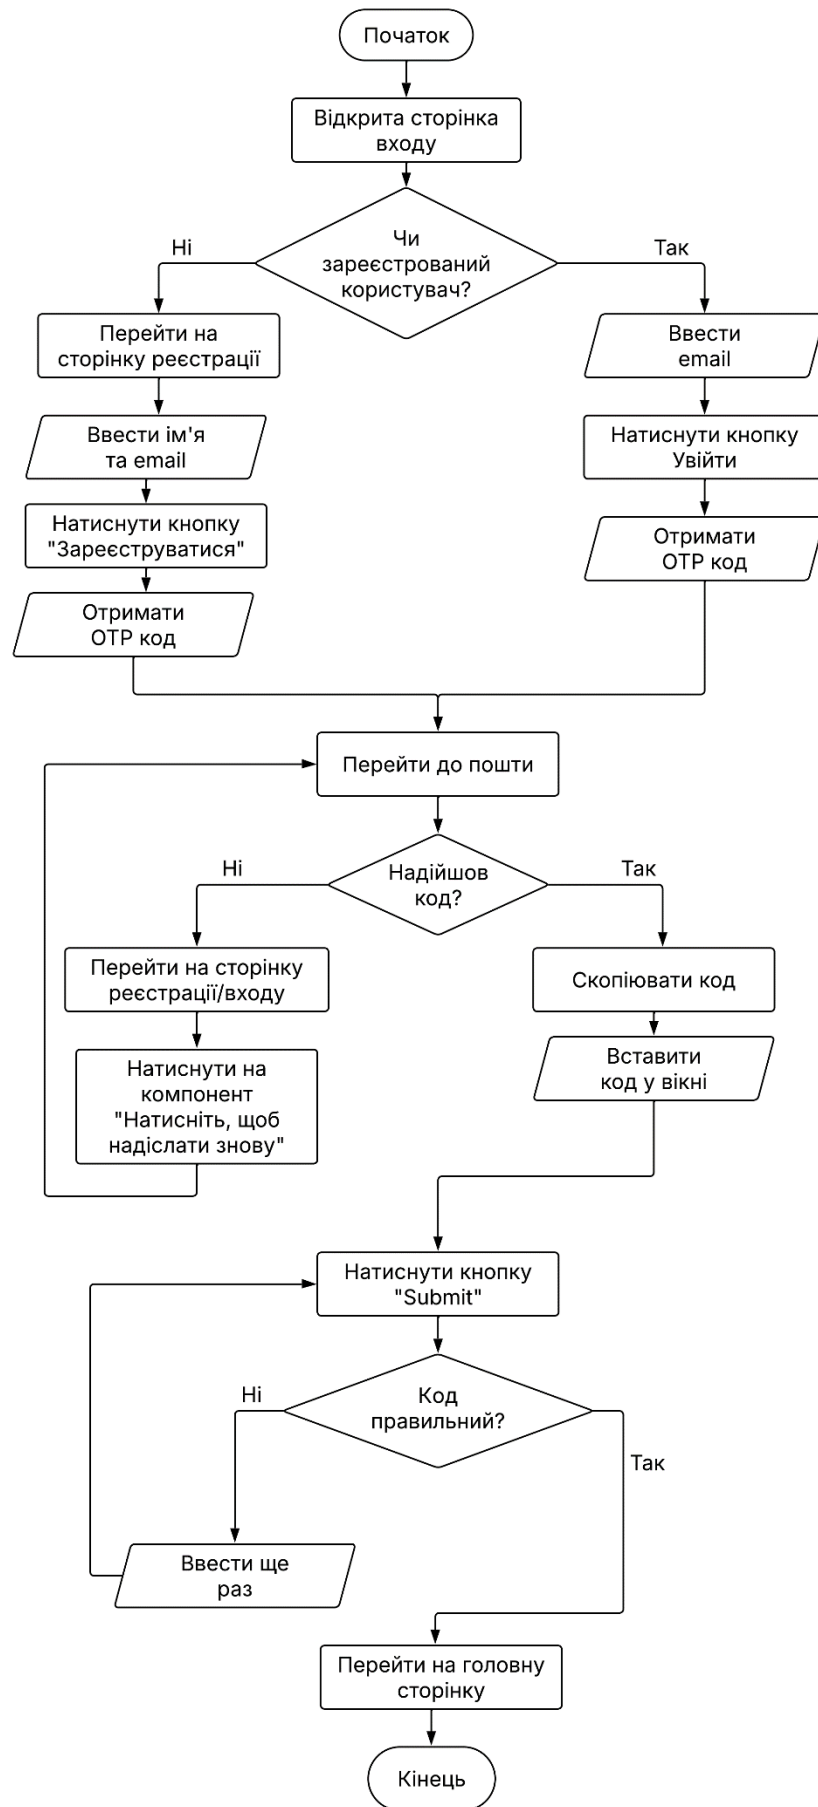 Початок
Відкрита сторінка
входу
Чи
зареєстрований
користувач?
Ні
Так
Перейти на
сторінку реєстрації
Ввести
email
Ввести ім'я
та email
Натиснути кнопку
Увійти
Натиснути кнопку
"Зареєструватися"
Отримати
OTP код
Отримати
OTP код
Перейти до пошти
Надійшов
код?
Ні
Так
Перейти на сторінку
реєстрації/входу
Скопіювати код
Натиснути на
компонент
"Натисніть, щоб
надіслати знову"
Вставити
код у вікні
Натиснути кнопку
"Submit"
Код
правильний?
Ні
Так
Ввести ще
раз
Перейти на головну
сторінку
Кінець